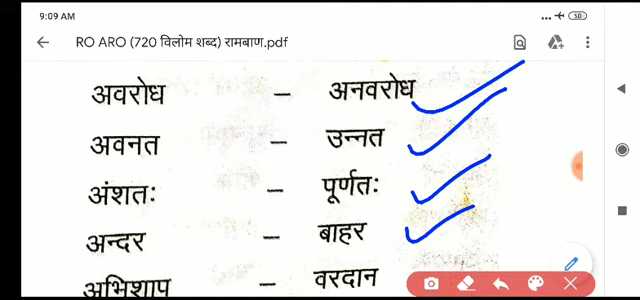 9:09 AM
50
RO ARO (720 विलोम शब्द) रामबाण.pdf
अवरोध – अनवरोध
अवनत – उन्नत
अंशतः – पूर्णतः
अन्दर – बाहर
अभिशाप – वरदान